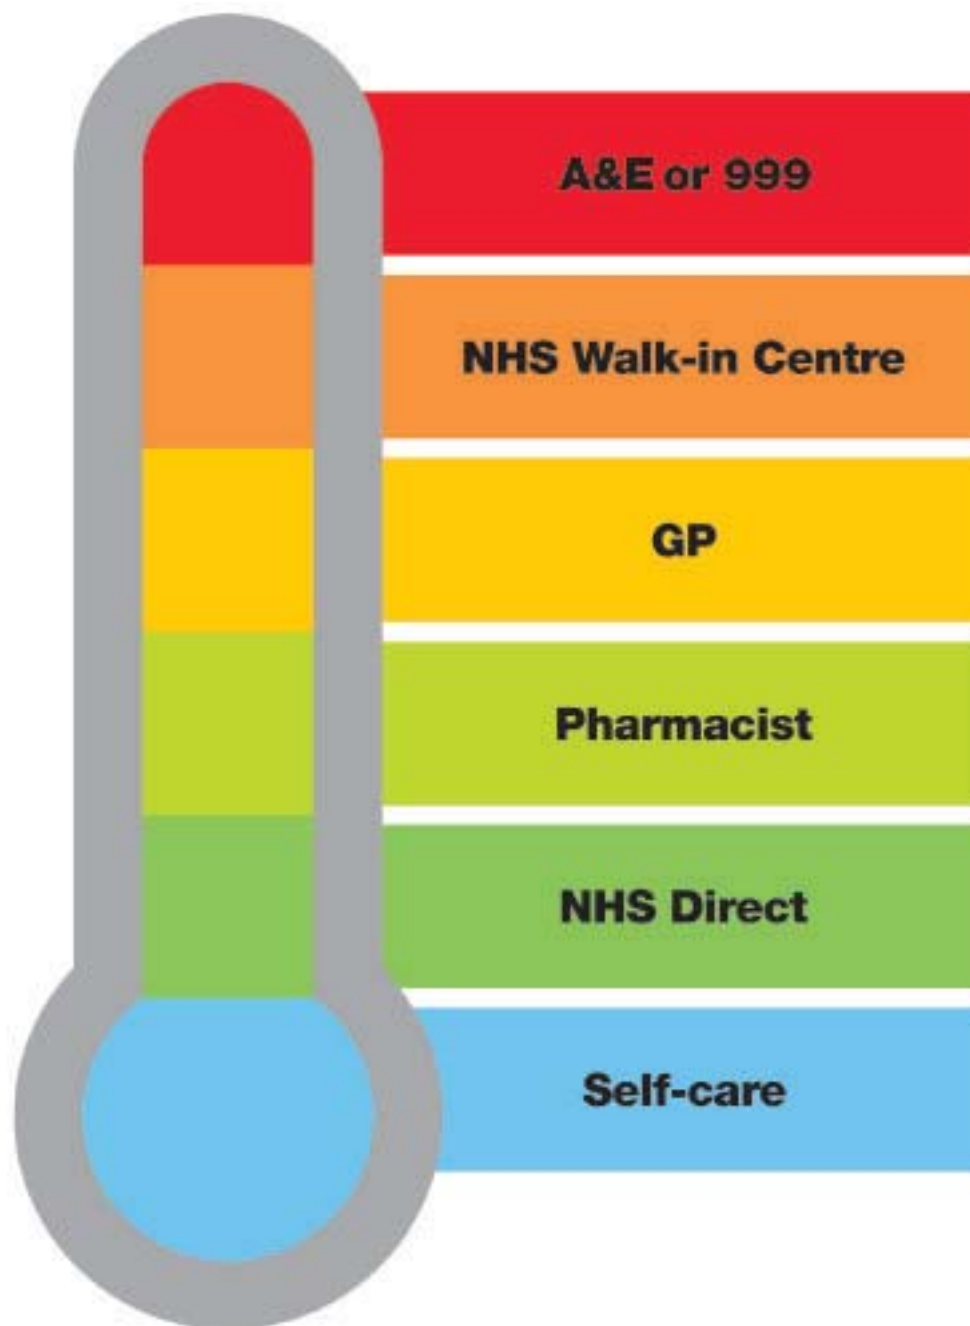 A&E or 999
NHS Walk-in Centre
GP
Pharmacist
NHS Direct
Self-care